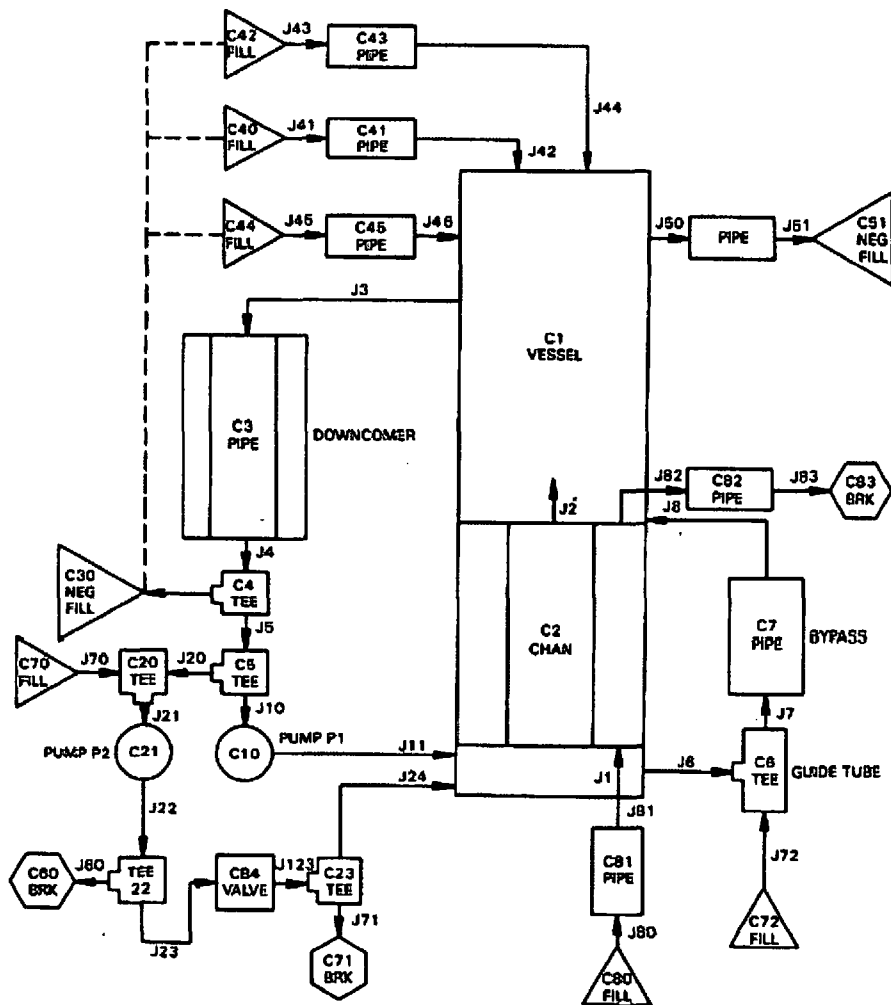 C42
FILL
J43
C43
PIPE
J44
C40
FILL
J41
C41
PIPE
J42
C44
FILL
J45
C45
PIPE
J46
J50
PIPE
J51
C51
NEG
FILL
J3
C1
VESSEL
C3
PIPE
DOWNCOMER
J82
C82
PIPE
J83
C83
BRK
J2
J8
J4
C30
NEG
FILL
C4
TEE
J5
C2
CHAN
C7
PIPE
BYPASS
C70
FILL
J70
C20
TEE
J20
C5
TEE
J21
J10
J7
PUMP P2
C21
C10
PUMP P1
J11
J24
J1
J6
C6
TEE
GUIDE TUBE
J22
J81
J72
C60
BRK
J60
TEE
22
C84
VALVE
J123
C23
TEE
C81
PIPE
J23
J71
J80
C72
FILL
C71
BRK
C80
FILL